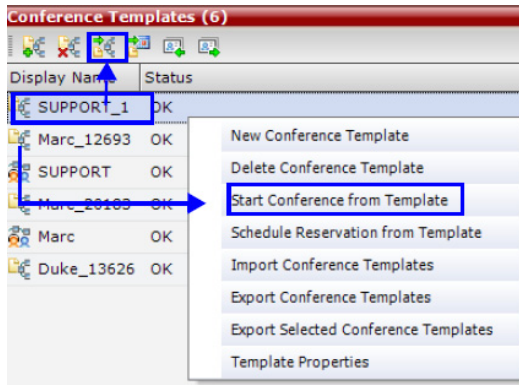 Conference Templates (6)
Display Name Status
SUPPORT_1 OK
Marc_12693 OK
SUPPORT OK
Marc_20183 OK
Marc OK
Duke_13626 OK
New Conference Template
Delete Conference Template
Start Conference from Template
Schedule Reservation from Template
Import Conference Templates
Export Conference Templates
Export Selected Conference Templates
Template Properties